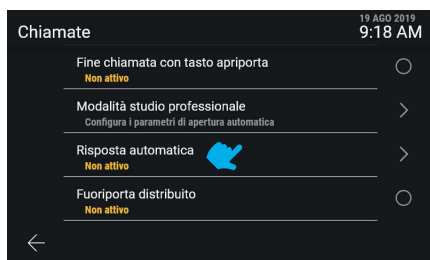 19 AGO 2019
Chiamate
9:18 AM
Fine chiamata con tasto apriporta
Non attivo
Modalità studio professionale
Configura i parametri di apertura automatica
Risposta automatica
Non attivo
Fuoriporta distribuito
Non attivo